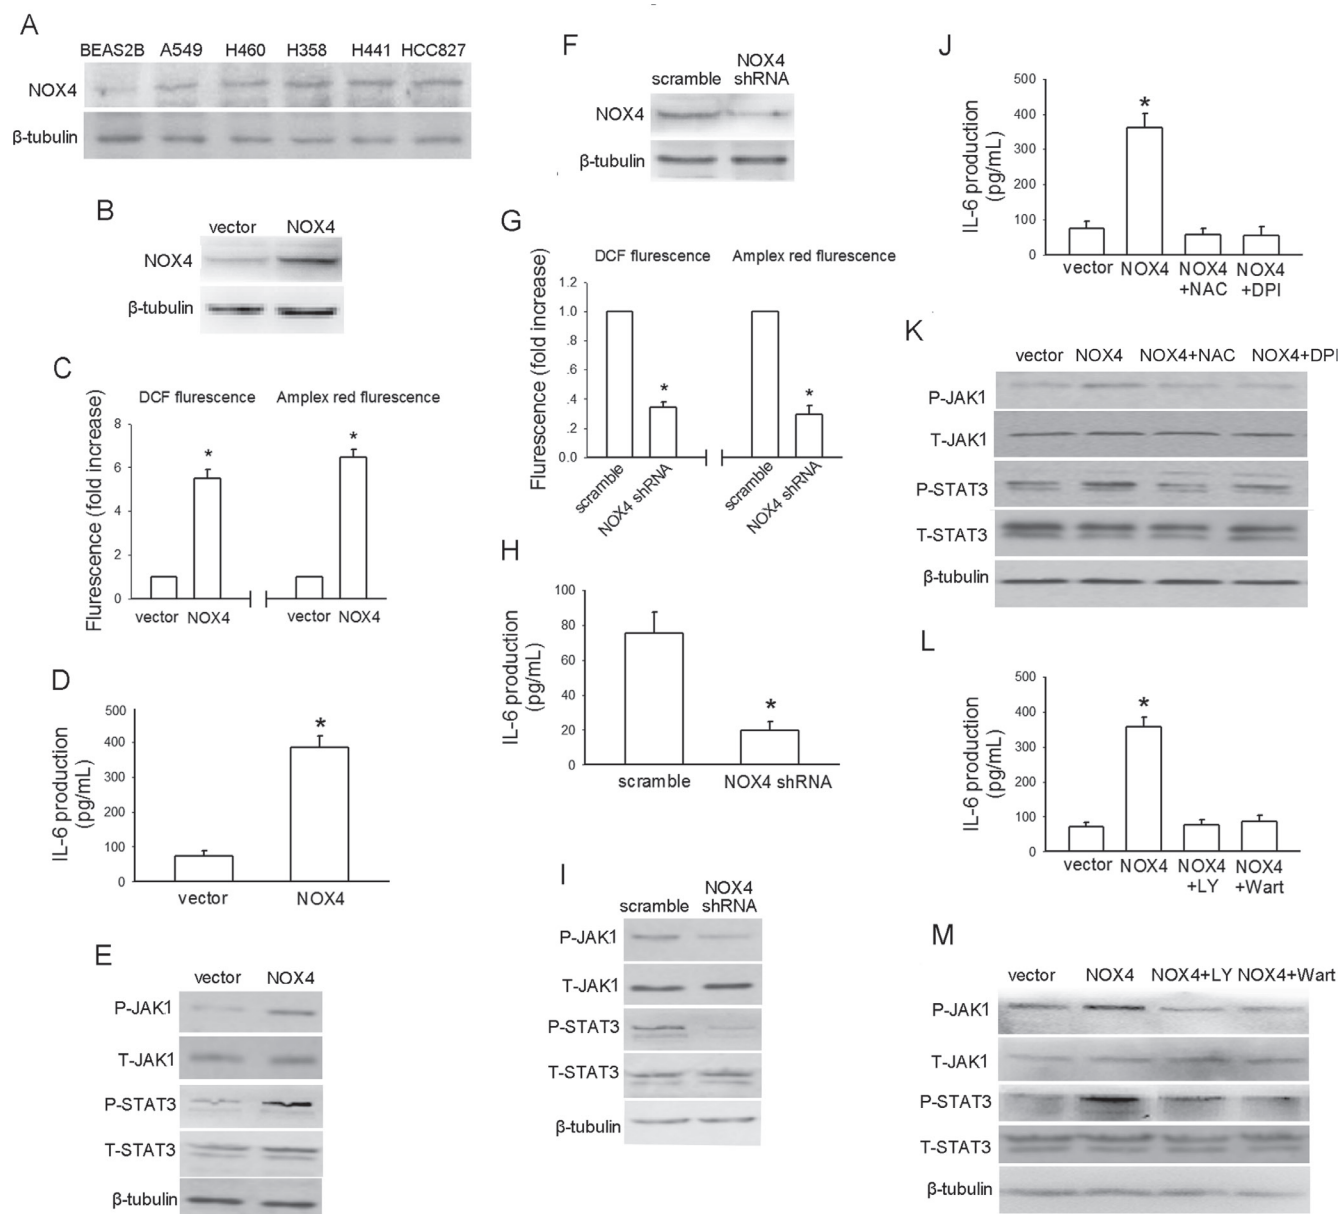 A
BEAS2B A549 H460 H358 H441 HCC827
NOX4
β-tubulin
B
vector NOX4
NOX4
β-tubulin
C
DCF flurescence Amplex red flurescence
Flurescence (fold increase)
8
6
4
2
0
vector NOX4 vector NOX4
* *
D
IL-6 production
(pg/mL)
500
400
300
200
100
0
*
vector NOX4
E
vector NOX4
P-JAK1
T-JAK1
P-STAT3
T-STAT3
β-tubulin
F
scramble NOX4
shRNA
NOX4
β-tubulin
G
DCF flurescence Amplex red flurescence
Flurescence (fold increase)
1.2
1.0
.8
.6
.4
.2
0.0
* *
scramble NOX4 shRNA scramble NOX4 shRNA
H
IL-6 production
(pg/mL)
100
80
60
40
20
0
*
scramble NOX4 shRNA
I
scramble NOX4
shRNA
P-JAK1
T-JAK1
P-STAT3
T-STAT3
β-tubulin
J
IL-6 production
(pg/mL)
500
400
300
200
100
0
*
vector NOX4 NOX4 NOX4
+NAC +DPI
K
vector NOX4 NOX4+NAC NOX4+DPI
P-JAK1
T-JAK1
P-STAT3
T-STAT3
β-tubulin
L
IL-6 production
(pg/mL)
500
400
300
200
100
0
*
vector NOX4 NOX4 NOX4
+LY +Wart
M
vector NOX4 NOX4+LY NOX4+Wart
P-JAK1
T-JAK1
P-STAT3
T-STAT3
β-tubulin